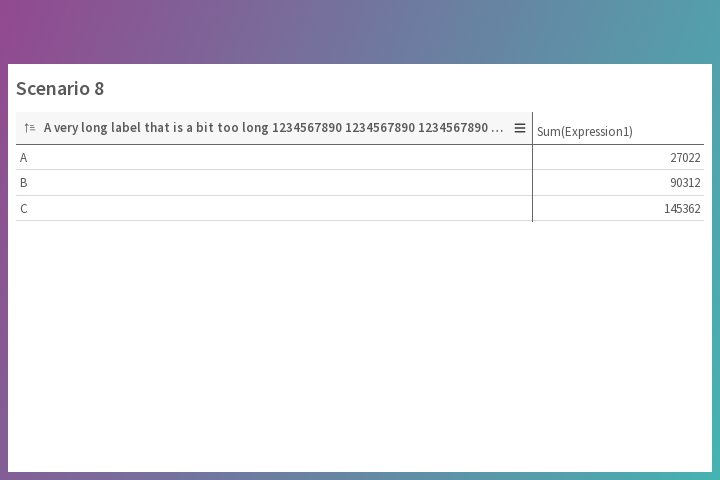 Scenario 8
A very long label that is a bit too long 1234567890 1234567890 1234567890 …
Sum(Expression1)
A 27022
B 90312
C 145362